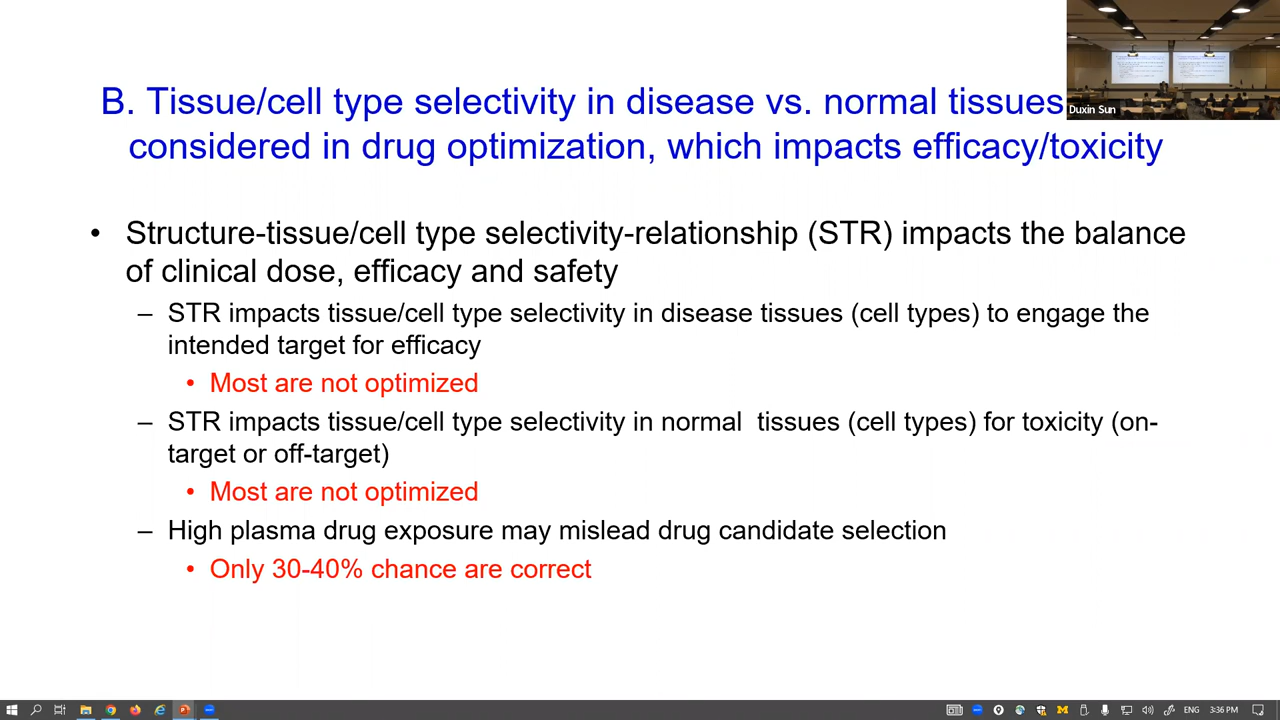 B. Tissue/cell type selectivity in disease vs. normal tissues
considered in drug optimization, which impacts efficacy/toxicity
Duxin Sun
• Structure-tissue/cell type selectivity-relationship (STR) impacts the balance
of clinical dose, efficacy and safety
– STR impacts tissue/cell type selectivity in disease tissues (cell types) to engage the
intended target for efficacy
• Most are not optimized
– STR impacts tissue/cell type selectivity in normal  tissues (cell types) for toxicity (on-
target or off-target)
• Most are not optimized
– High plasma drug exposure may mislead drug candidate selection
• Only 30-40% chance are correct
ENG
3:36 PM